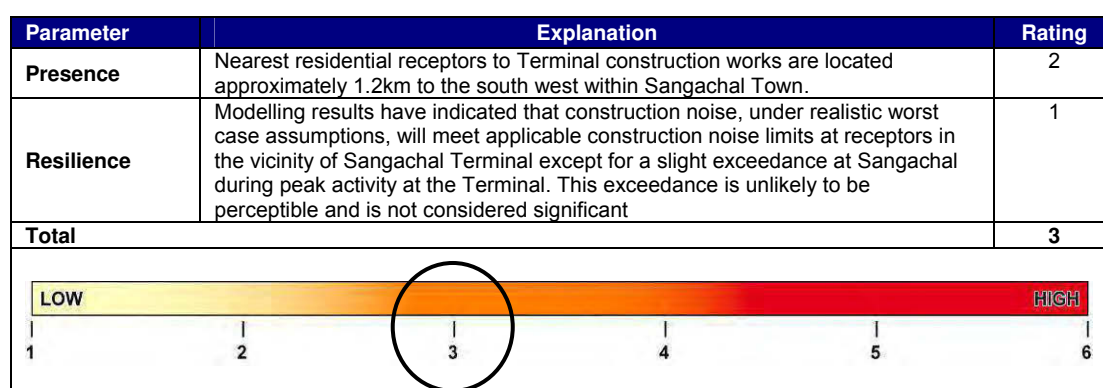 Parameter Explanation Rating
Presence Nearest residential receptors to Terminal construction works are located 2
approximately 1.2km to the south west within Sangachal Town.
Modelling results have indicated that construction noise, under realistic worst 1
case assumptions, will meet applicable construction noise limits at receptors in
Resilience the vicinity of Sangachal Terminal except for a slight exceedance at Sangachal
during peak activity at the Terminal. This exceedance is unlikely to be
perceptible and is not considered significant
Total 3
LOW HIGH
1 2 3 4 5 6